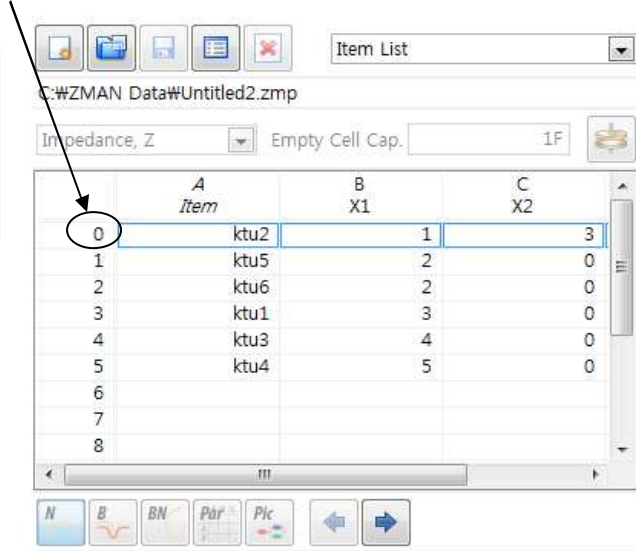 Item List
C:₩ZMAN Data₩Untitled2.zmp
Impedance, Z Empty Cell Cap. 1F
A B C
Item X1 X2
0 ktu2 1 3
1 ktu5 2 0
2 ktu6 2 0
3 ktu1 3 0
4 ktu3 4 0
5 ktu4 5 0
6
7
8
N B BN Par Pic